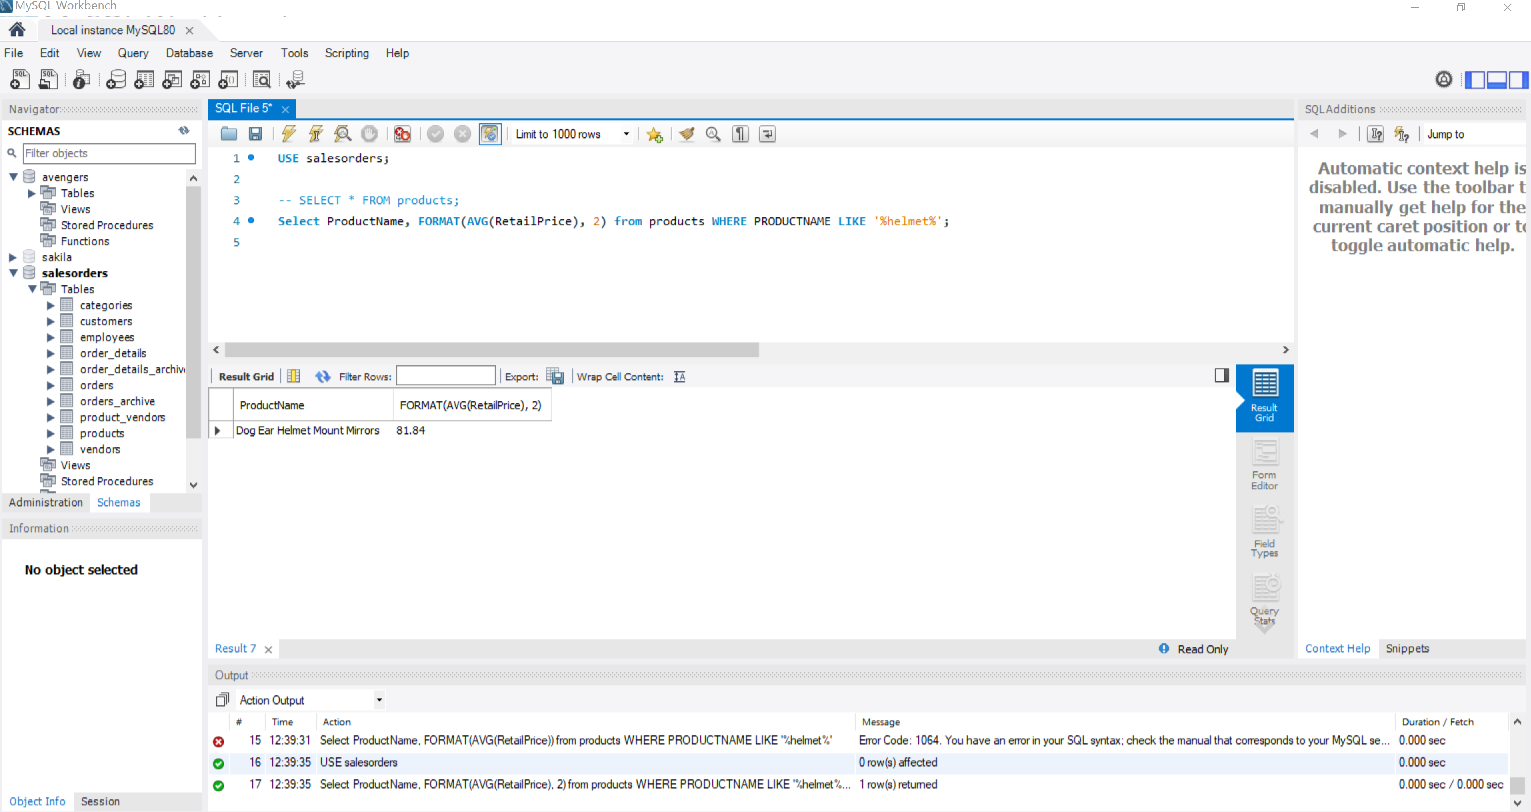 MySQL Workbench
Local instance MySQL80
File Edit View Query Database Server Tools Scripting Help
Navigator
SCHEMAS
Filter objects
avengers
Tables
Views
Stored Procedures
Functions
sakila
salesorders
Tables
categories
customers
employees
order_details
order_details_archiv
orders
orders_archive
product_vendors
products
vendors
Views
Stored Procedures
Administration Schemas
Information
No object selected
Object Info Session
SQL File 5*
Limit to 1000 rows
1 USE salesorders;
2
3 -- SELECT * FROM products;
4 Select ProductName, FORMAT(AVG(RetailPrice), 2) from products WHERE PRODUCTNAME LIKE '%helmet%';
5
Result Grid Filter Rows: Export: Wrap Cell Content:
ProductName FORMAT(AVG(RetailPrice), 2)
Dog Ear Helmet Mount Mirrors 81.84
Result Grid
Form Editor
Field Types
Query Stats
Result 7
Read Only
Output
Action Output
# Time Action Message Duration / Fetch
15 12:39:31 Select ProductName, FORMAT(AVG(RetailPrice)) from products WHERE PRODUCTNAME LIKE '%helmet%' Error Code: 1064. You have an error in your SQL syntax; check the manual that corresponds to your MySQL se... 0.000 sec
16 12:39:35 USE salesorders 0 row(s) affected 0.000 sec
17 12:39:35 Select ProductName, FORMAT(AVG(RetailPrice), 2) from products WHERE PRODUCTNAME LIKE '%helmet%... 1 row(s) returned 0.000 sec / 0.000 sec
SQLAdditions
Jump to
Automatic context help is
disabled. Use the toolbar t
manually get help for the
current caret position or to
toggle automatic help.
Context Help Snippets